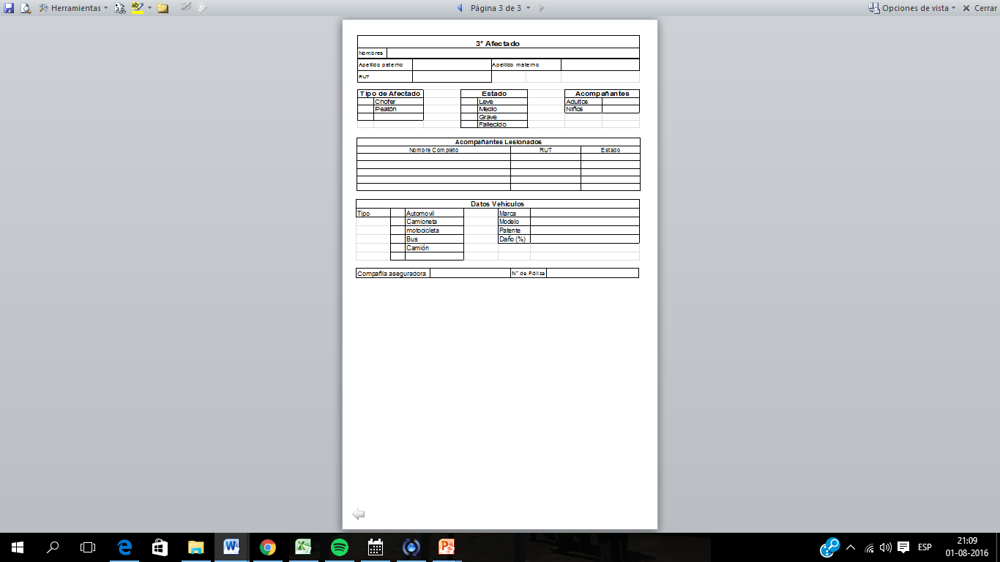 Herramientas
Página 3 de 3
Opciones de vista
Cerrar
3° Afectado
Nombres
Apellido paterno Apellido materno
RUT
Tipo de Afectado Estado Acompañantes
Chofer Leve Adultos
Peatón Medio Niños
Grave
Fallecido
Acompañantes Lesionados
Nombre Completo RUT Estado
Datos Vehículos
Tipo Automovil Marca
Camioneta Modelo
motocicleta Patente
Bus Daño (%)
Camión
Compañía aseguradora N° de Póliza
ESP
21:09
01-08-2016